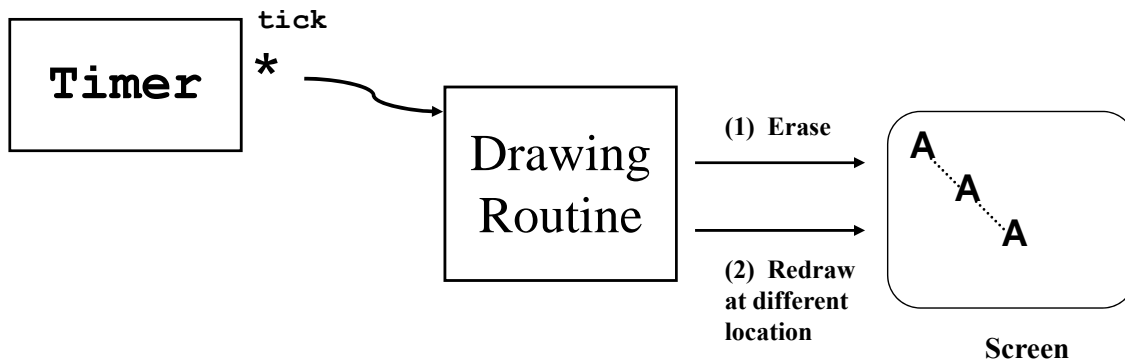 tick
Timer *
Drawing
Routine
(1) Erase
(2) Redraw
at different
location
A
A
A
Screen